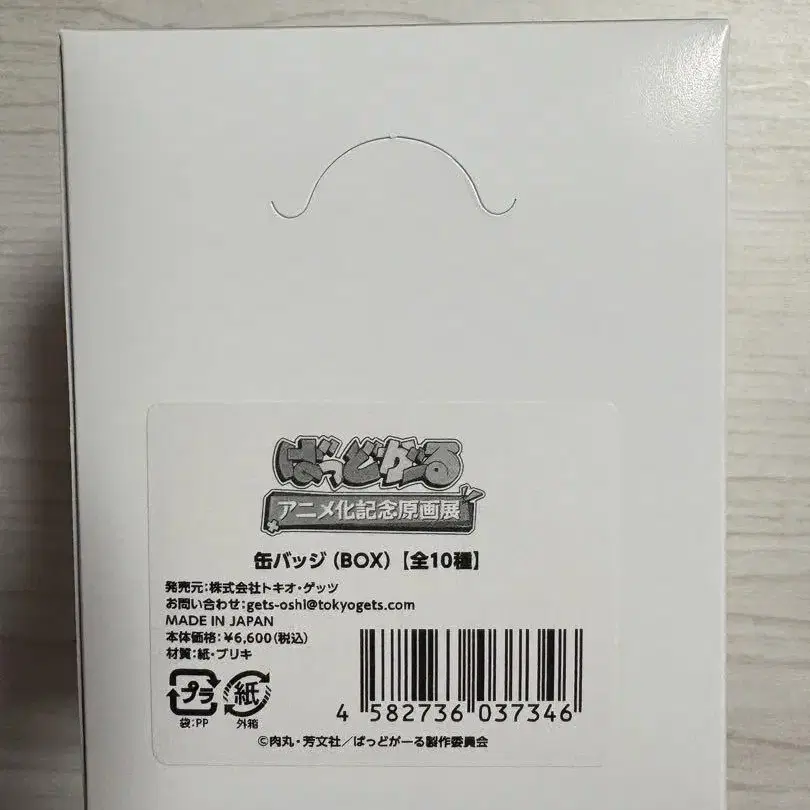 ばっどがーる
アニメ化記念原画展
缶バッジ（BOX）【全10種】
発売元：株式会社トキオ・ゲッツ
お問い合わせ：gets-oshi@tokyogets.com
MADE IN JAPAN
本体価格：¥6,600（税込）
材質：紙・ブリキ
プラ 紙
袋：PP 外箱
4 582736 037346
©肉丸・芳文社／ばっどがーる製作委員会